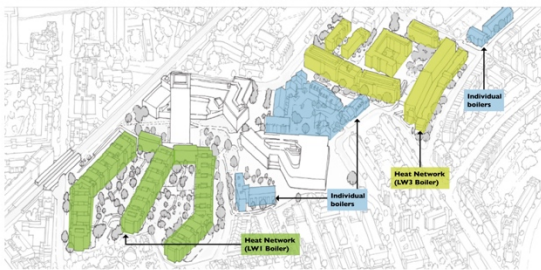 Individual
boilers
Heat Network
(LW3 Boiler)
Individual
boilers
Heat Network
(LW1 Boiler)